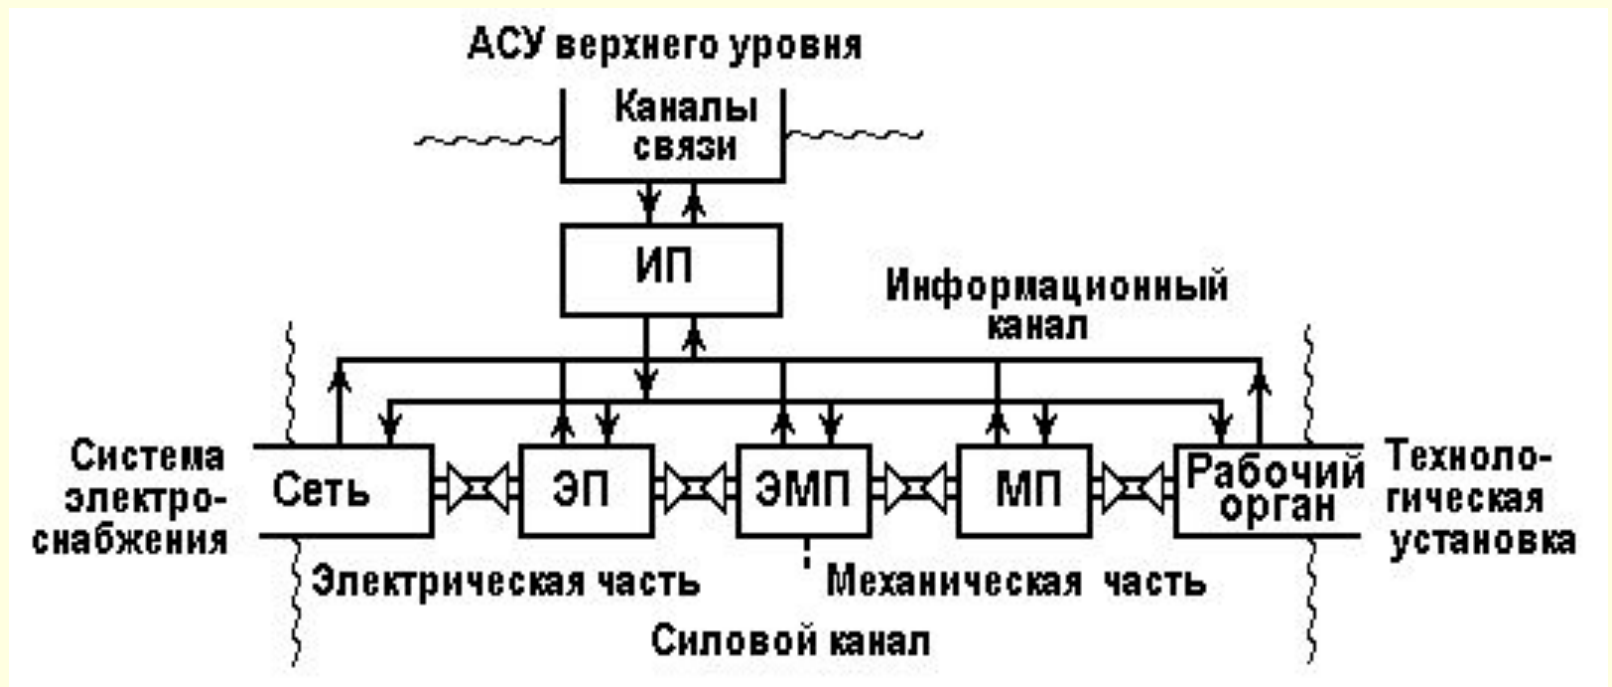 АСУ верхнего уровня
Каналы
связи
ИП
Информационный
канал
Система
электро-
снабжения
Сеть
ЭП
ЭМП
МП
Рабочий
орган
Техноло-
гическая
установка
Электрическая часть
Механическая часть
Силовой канал